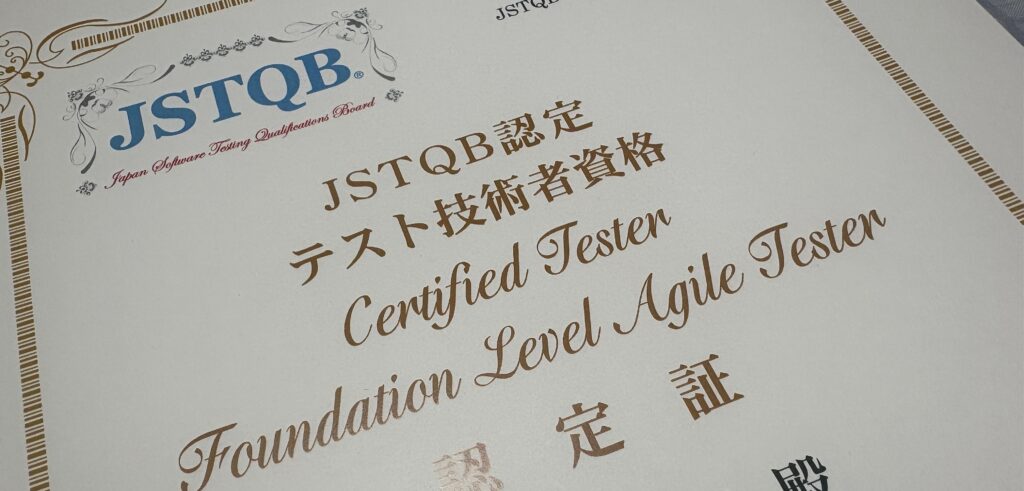 JSTQB
JSTQB®
Japan Software Testing Qualifications Board
JSTQB認定
テスト技術者資格
Certified Tester
Foundation Level Agile Tester
認定証
殿